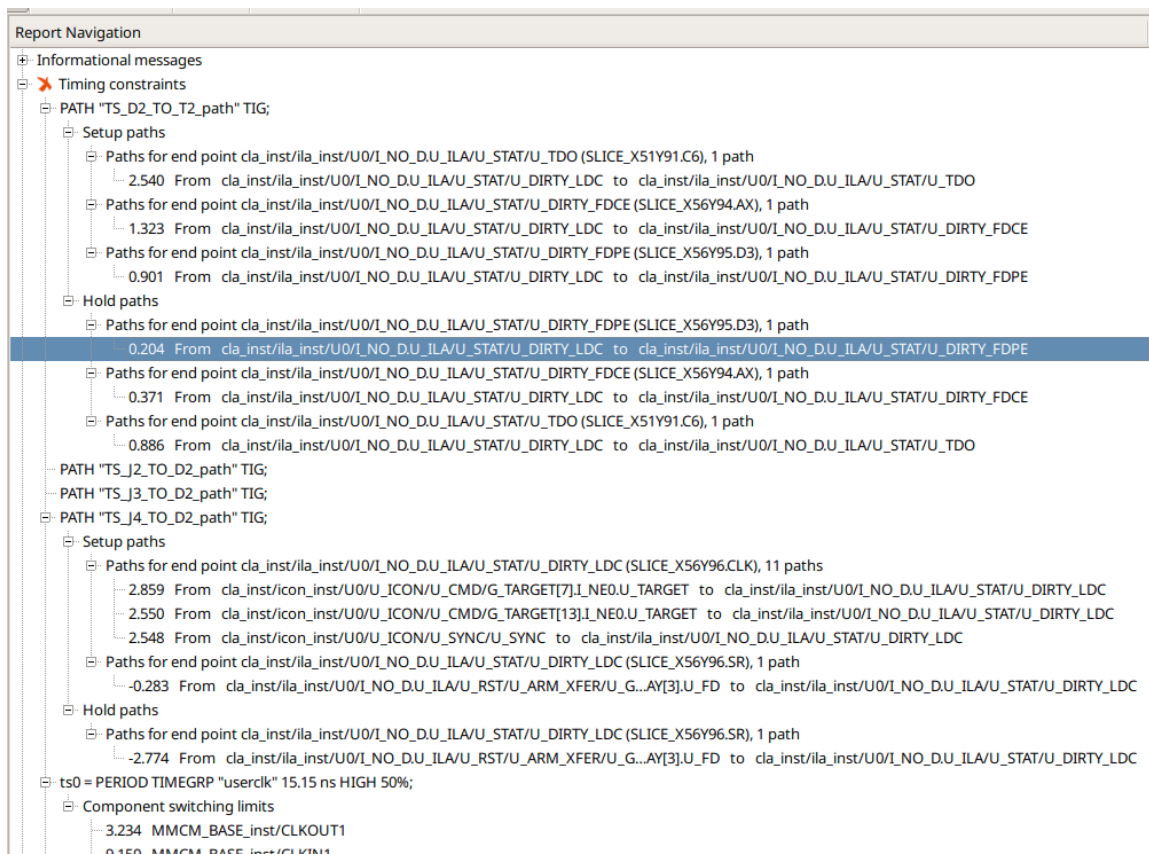 Report Navigation
Informational messages
Timing constraints
PATH "TS_D2_TO_T2_path" TIG;
Setup paths
Paths for end point cla_inst/ila_inst/U0/I_NO_D.U_ILA/U_STAT/U_TDO (SLICE_X51Y91.C6), 1 path
2.540 From cla_inst/ila_inst/U0/I_NO_D.U_ILA/U_STAT/U_DIRTY_LDC to cla_inst/ila_inst/U0/I_NO_D.U_ILA/U_STAT/U_TDO
Paths for end point cla_inst/ila_inst/U0/I_NO_D.U_ILA/U_STAT/U_DIRTY_FDCE (SLICE_X56Y94.AX), 1 path
1.323 From cla_inst/ila_inst/U0/I_NO_D.U_ILA/U_STAT/U_DIRTY_LDC to cla_inst/ila_inst/U0/I_NO_D.U_ILA/U_STAT/U_DIRTY_FDCE
Paths for end point cla_inst/ila_inst/U0/I_NO_D.U_ILA/U_STAT/U_DIRTY_FDPE (SLICE_X56Y95.D3), 1 path
0.901 From cla_inst/ila_inst/U0/I_NO_D.U_ILA/U_STAT/U_DIRTY_LDC to cla_inst/ila_inst/U0/I_NO_D.U_ILA/U_STAT/U_DIRTY_FDPE
Hold paths
Paths for end point cla_inst/ila_inst/U0/I_NO_D.U_ILA/U_STAT/U_DIRTY_FDPE (SLICE_X56Y95.D3), 1 path
0.204 From cla_inst/ila_inst/U0/I_NO_D.U_ILA/U_STAT/U_DIRTY_LDC to cla_inst/ila_inst/U0/I_NO_D.U_ILA/U_STAT/U_DIRTY_FDPE
Paths for end point cla_inst/ila_inst/U0/I_NO_D.U_ILA/U_STAT/U_DIRTY_FDCE (SLICE_X56Y94.AX), 1 path
0.371 From cla_inst/ila_inst/U0/I_NO_D.U_ILA/U_STAT/U_DIRTY_LDC to cla_inst/ila_inst/U0/I_NO_D.U_ILA/U_STAT/U_DIRTY_FDCE
Paths for end point cla_inst/ila_inst/U0/I_NO_D.U_ILA/U_STAT/U_TDO (SLICE_X51Y91.C6), 1 path
0.886 From cla_inst/ila_inst/U0/I_NO_D.U_ILA/U_STAT/U_DIRTY_LDC to cla_inst/ila_inst/U0/I_NO_D.U_ILA/U_STAT/U_TDO
PATH "TS_J2_TO_D2_path" TIG;
PATH "TS_J3_TO_D2_path" TIG;
PATH "TS_J4_TO_D2_path" TIG;
Setup paths
Paths for end point cla_inst/ila_inst/U0/I_NO_D.U_ILA/U_STAT/U_DIRTY_LDC (SLICE_X56Y96.CLK), 11 paths
2.859 From cla_inst/icon_inst/U0/U_ICON/U_CMD/G_TARGET[7].I_NE0.U_TARGET to cla_inst/ila_inst/U0/I_NO_D.U_ILA/U_STAT/U_DIRTY_LDC
2.550 From cla_inst/icon_inst/U0/U_ICON/U_CMD/G_TARGET[13].I_NE0.U_TARGET to cla_inst/ila_inst/U0/I_NO_D.U_ILA/U_STAT/U_DIRTY_LDC
2.548 From cla_inst/icon_inst/U0/U_ICON/U_SYNC/U_SYNC to cla_inst/ila_inst/U0/I_NO_D.U_ILA/U_STAT/U_DIRTY_LDC
Paths for end point cla_inst/ila_inst/U0/I_NO_D.U_ILA/U_STAT/U_DIRTY_LDC (SLICE_X56Y96.SR), 1 path
-0.283 From cla_inst/ila_inst/U0/I_NO_D.U_ILA/U_RST/U_ARM_XFER/U_G...AY[3].U_FD to cla_inst/ila_inst/U0/I_NO_D.U_ILA/U_STAT/U_DIRTY_LDC
Hold paths
Paths for end point cla_inst/ila_inst/U0/I_NO_D.U_ILA/U_STAT/U_DIRTY_LDC (SLICE_X56Y96.SR), 1 path
-2.774 From cla_inst/ila_inst/U0/I_NO_D.U_ILA/U_RST/U_ARM_XFER/U_G...AY[3].U_FD to cla_inst/ila_inst/U0/I_NO_D.U_ILA/U_STAT/U_DIRTY_LDC
ts0 = PERIOD TIMEGRP "userclk" 15.15 ns HIGH 50%;
Component switching limits
3.234 MMCM_BASE_inst/CLKOUT1
9.150 MMCM_BASE_inst/CLKIN1